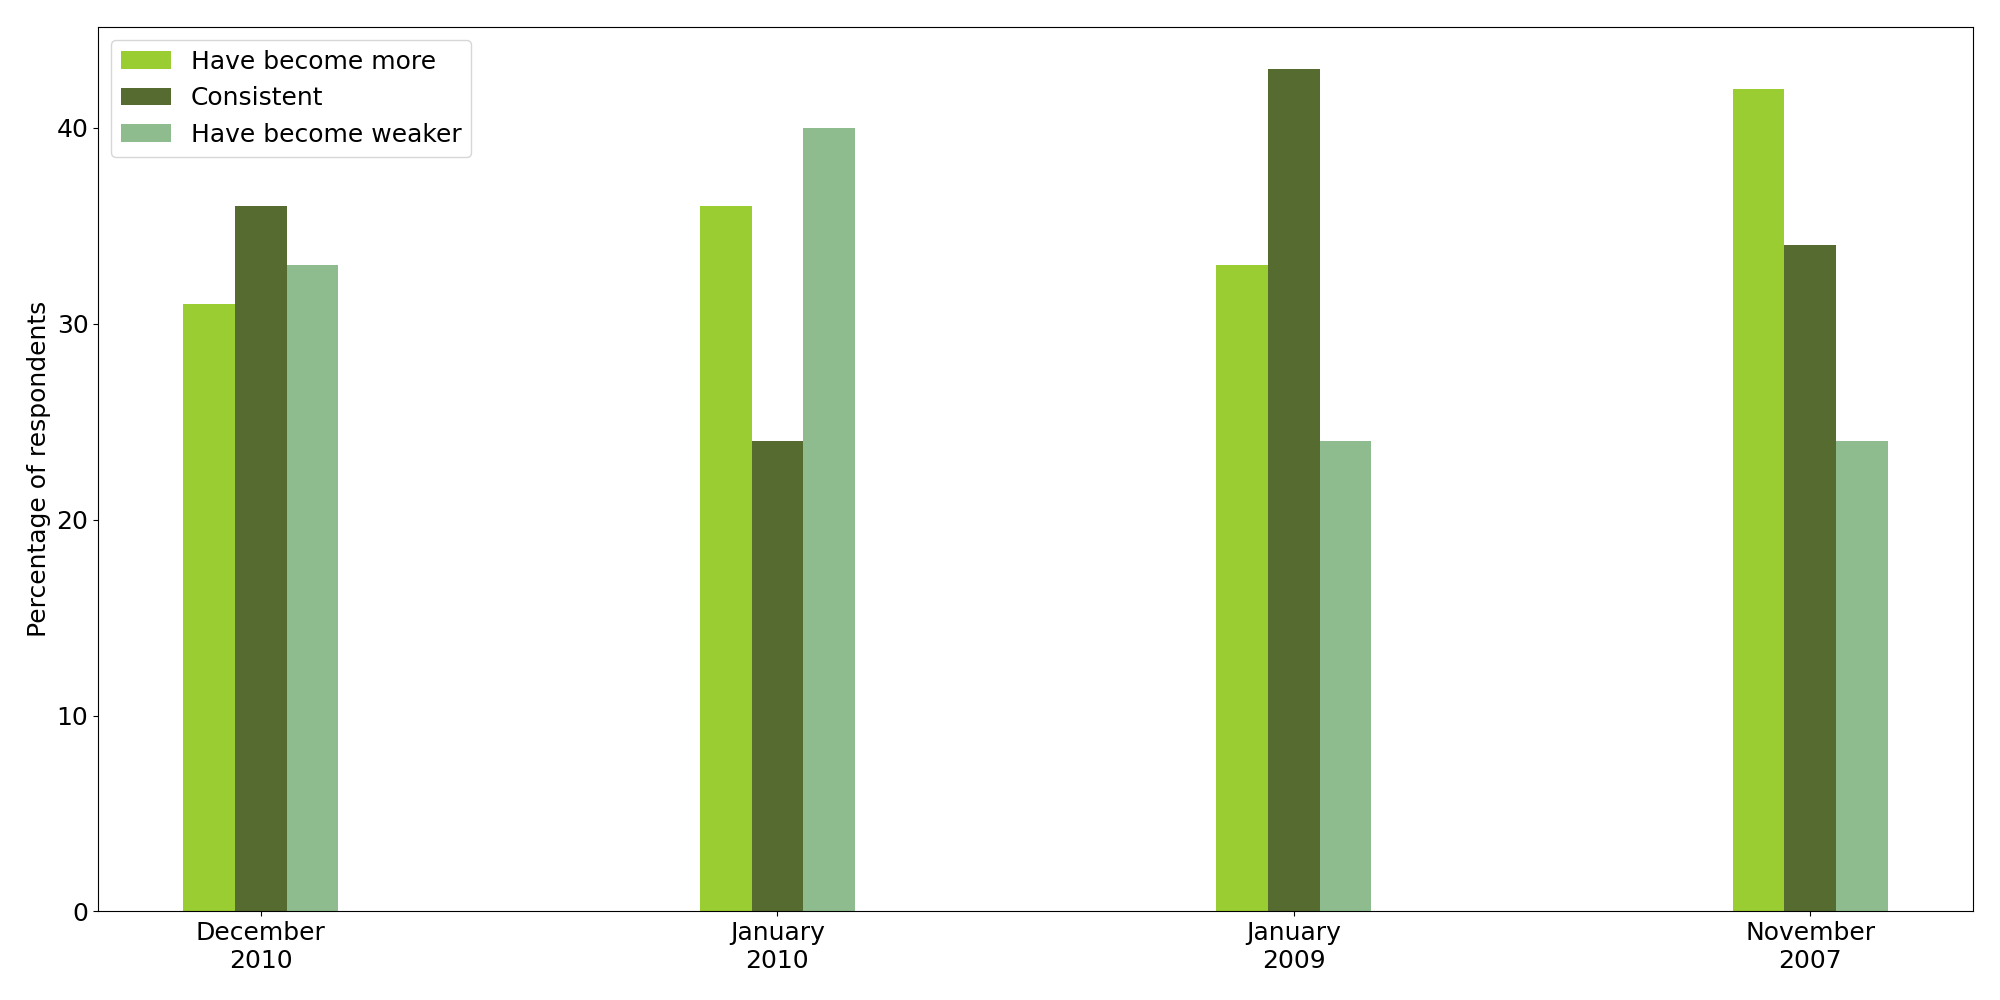 Have become more
Consistent
Have become weaker
Percentage of respondents
40
30
20
10
0
December
2010
January
2010
January
2009
November
2007